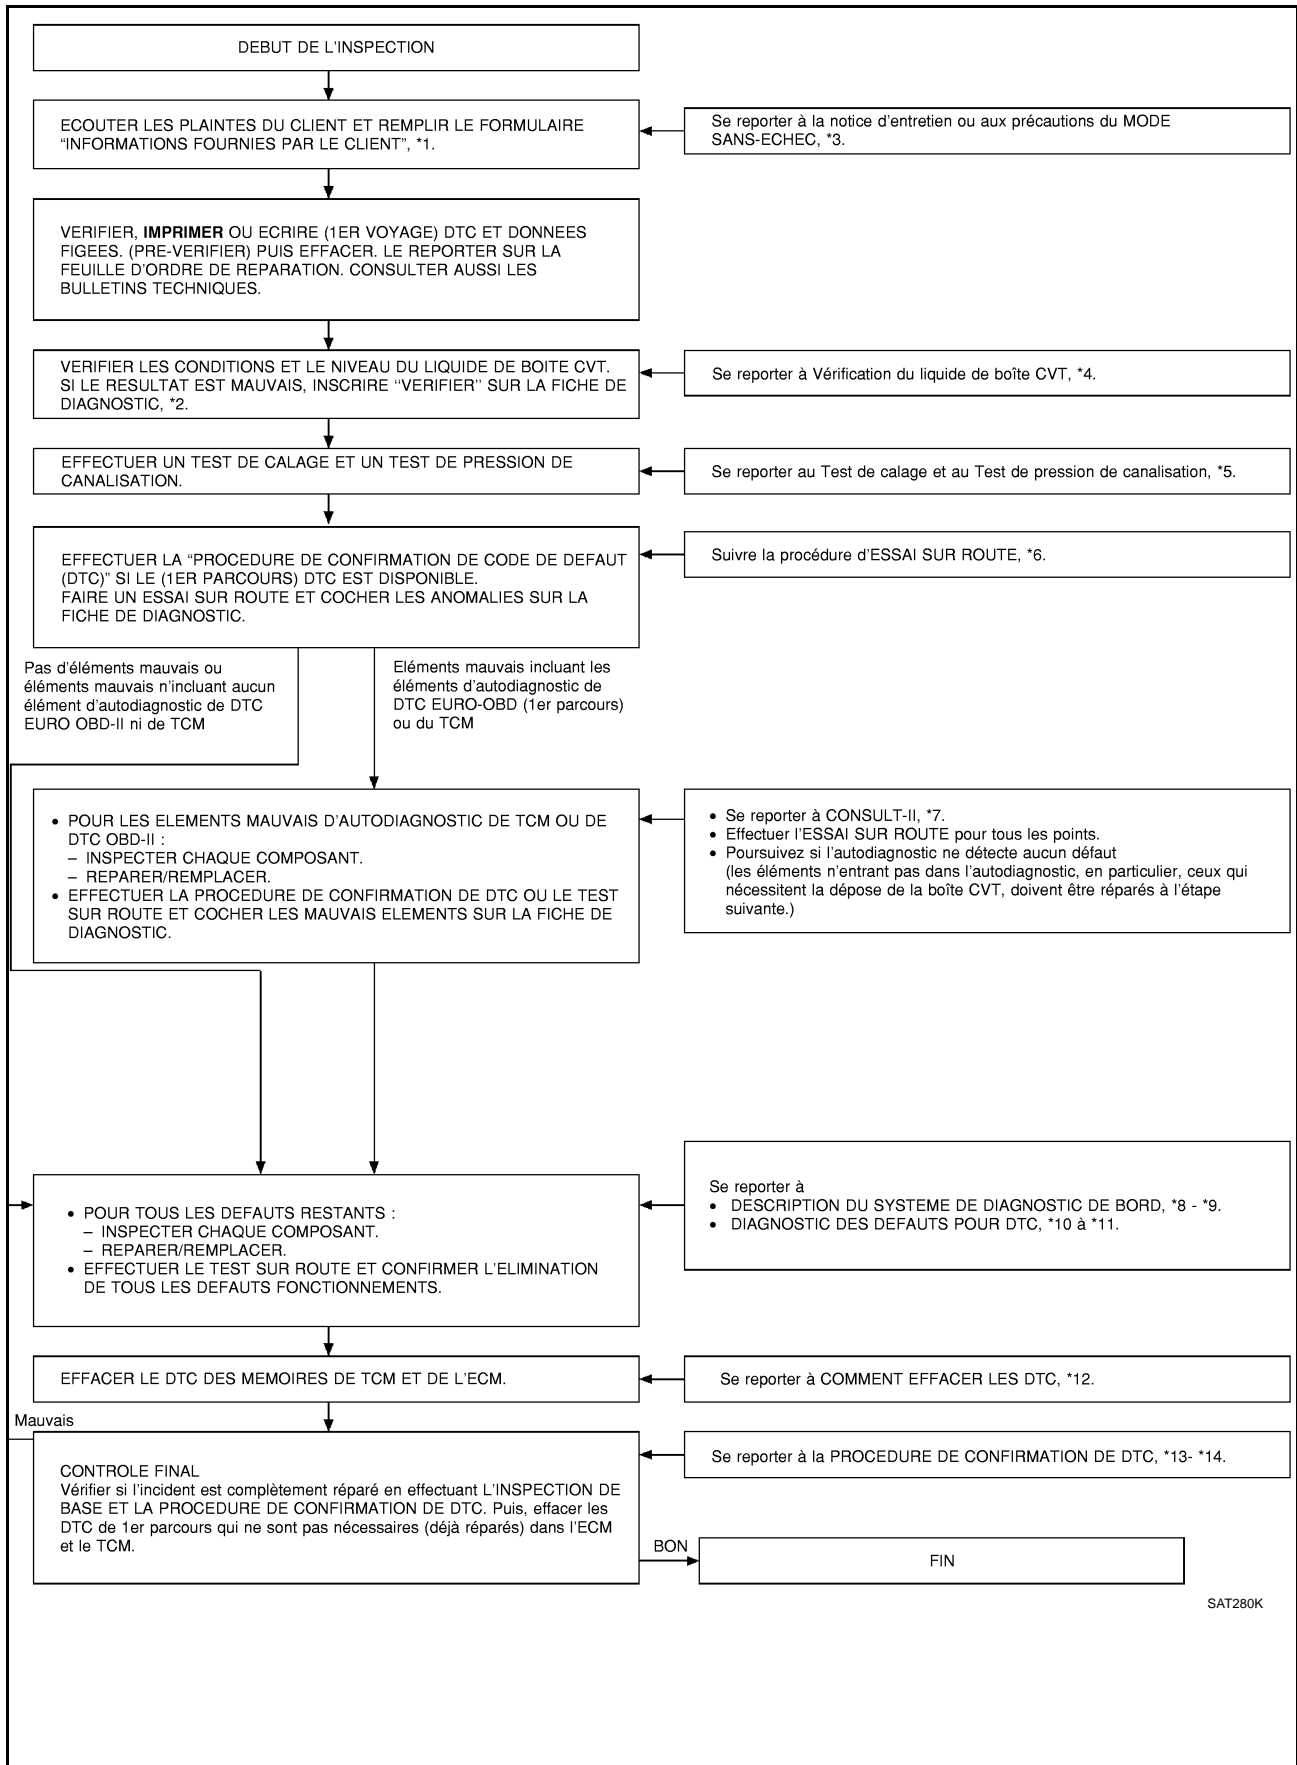 DEBUT DE L'INSPECTION
ECOUTER LES PLAINTES DU CLIENT ET REMPLIR LE FORMULAIRE
“INFORMATIONS FOURNIES PAR LE CLIENT”, *1.
Se reporter à la notice d'entretien ou aux précautions du MODE
SANS-ECHEC, *3.
VERIFIER, IMPRIMER OU ECRIRE (1ER VOYAGE) DTC ET DONNEES
FIGEES. (PRE-VERIFIER) PUIS EFFACER. LE REPORTER SUR LA
FEUILLE D'ORDRE DE REPARATION. CONSULTER AUSSI LES
BULLETINS TECHNIQUES.
VERIFIER LES CONDITIONS ET LE NIVEAU DU LIQUIDE DE BOITE CVT.
SI LE RESULTAT EST MAUVAIS, INSCRIRE “VERIFIER” SUR LA FICHE DE
DIAGNOSTIC, *2.
Se reporter à Vérification du liquide de boîte CVT, *4.
EFFECTUER UN TEST DE CALAGE ET UN TEST DE PRESSION DE
CANALISATION.
Se reporter au Test de calage et au Test de pression de canalisation, *5.
EFFECTUER LA “PROCEDURE DE CONFIRMATION DE CODE DE DEFAUT
(DTC)” SI LE (1ER PARCOURS) DTC EST DISPONIBLE.
FAIRE UN ESSAI SUR ROUTE ET COCHER LES ANOMALIES SUR LA
FICHE DE DIAGNOSTIC.
Suivre la procédure d'ESSAI SUR ROUTE, *6.
Pas d'éléments mauvais ou
éléments mauvais n'incluant aucun
élément d'autodiagnostic de DTC
EURO OBD-II ni de TCM
Eléments mauvais incluant les
éléments d'autodiagnostic de
DTC EURO-OBD (1er parcours)
ou du TCM
• POUR LES ELEMENTS MAUVAIS D'AUTODIAGNOSTIC DE TCM OU DE
DTC OBD-II :
– INSPECTER CHAQUE COMPOSANT.
– REPARER/REMPLACER.
• EFFECTUER LA PROCEDURE DE CONFIRMATION DE DTC OU LE TEST
SUR ROUTE ET COCHER LES MAUVAIS ELEMENTS SUR LA FICHE DE
DIAGNOSTIC.
• Se reporter à CONSULT-II, *7.
• Effectuer l'ESSAI SUR ROUTE pour tous les points.
• Poursuivez si l'autodiagnostic ne détecte aucun défaut
(les éléments n'entrant pas dans l'autodiagnostic, en particulier, ceux qui
nécessitent la dépose de la boîte CVT, doivent être réparés à l'étape
suivante.)
• POUR TOUS LES DEFAUTS RESTANTS :
– INSPECTER CHAQUE COMPOSANT.
– REPARER/REMPLACER.
• EFFECTUER LE TEST SUR ROUTE ET CONFIRMER L'ELIMINATION
DE TOUS LES DEFAUTS FONCTIONNEMENTS.
Se reporter à
• DESCRIPTION DU SYSTEME DE DIAGNOSTIC DE BORD, *8 - *9.
• DIAGNOSTIC DES DEFAUTS POUR DTC, *10 à *11.
EFFACER LE DTC DES MEMOIRES DE TCM ET DE L'ECM.
Se reporter à COMMENT EFFACER LES DTC, *12.
Mauvais
CONTROLE FINAL
Vérifier si l'incident est complètement réparé en effectuant L'INSPECTION DE
BASE ET LA PROCEDURE DE CONFIRMATION DE DTC. Puis, effacer les
DTC de 1er parcours qui ne sont pas nécessaires (déjà réparés) dans l'ECM
et le TCM.
Se reporter à la PROCEDURE DE CONFIRMATION DE DTC, *13- *14.
BON
FIN
SAT280K